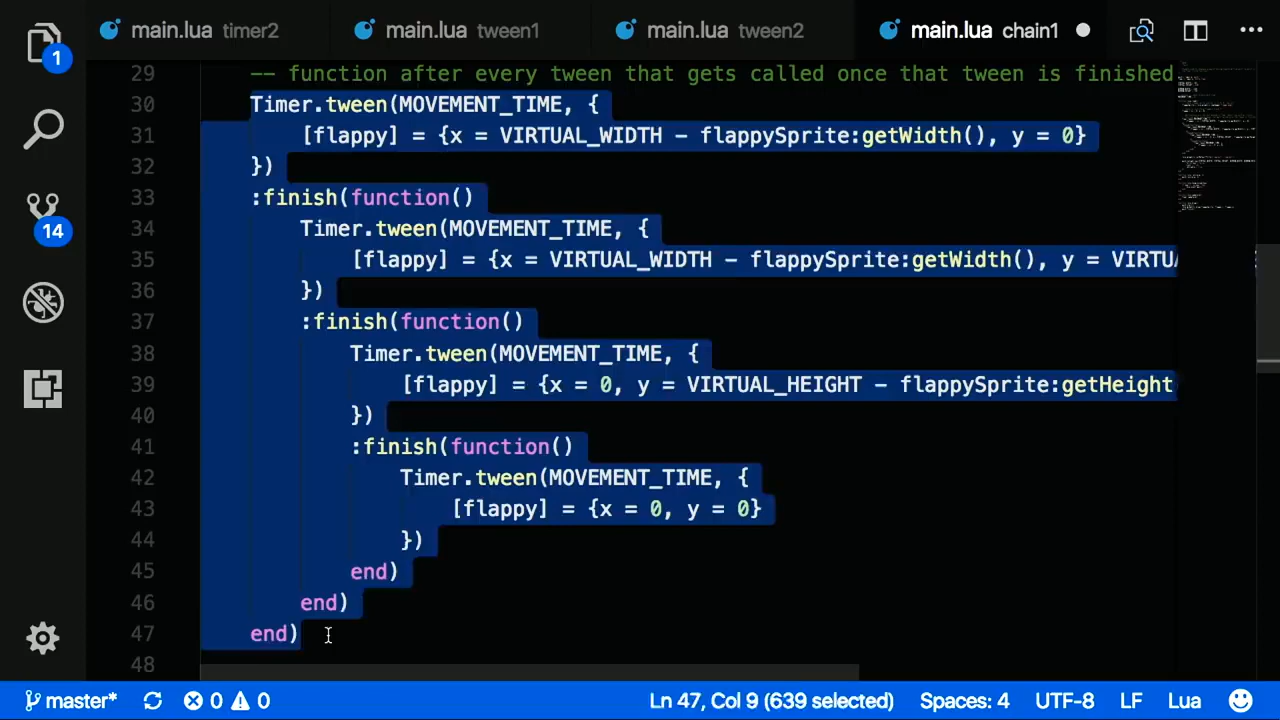 main.lua timer2 main.lua tween1 main.lua tween2 main.lua chain1
1
14
29 -- function after every tween that gets called once that tween is finished
30 Timer.tween(MOVEMENT_TIME, {
31 [flappy] = {x = VIRTUAL_WIDTH - flappySprite:getWidth(), y = 0}
32 })
33 :finish(function()
34 Timer.tween(MOVEMENT_TIME, {
35 [flappy] = {x = VIRTUAL_WIDTH - flappySprite:getWidth(), y = VIRTUA
36 })
37 :finish(function()
38 Timer.tween(MOVEMENT_TIME, {
39 [flappy] = {x = 0, y = VIRTUAL_HEIGHT - flappySprite:getHeight
40 })
41 :finish(function()
42 Timer.tween(MOVEMENT_TIME, {
43 [flappy] = {x = 0, y = 0}
44 })
45 end)
46 end)
47 end)
48
master* 0 0 Ln 47, Col 9 (639 selected) Spaces: 4 UTF-8 LF Lua